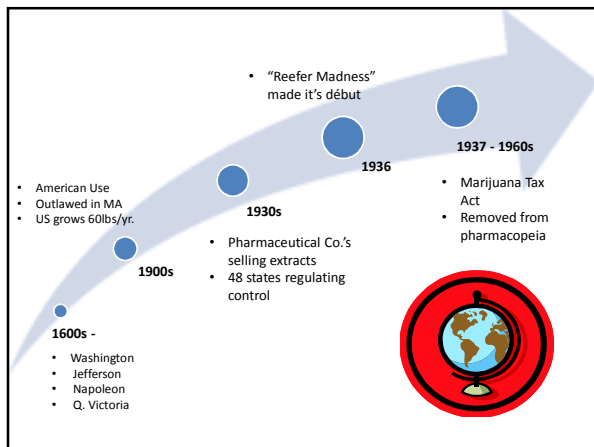 • “Reefer Madness”
made it’s début
1936
1937 - 1960s
• American Use
• Outlawed in MA
• US grows 60lbs/yr.
1930s
• Marijuana Tax
Act
• Removed from
pharmacopeia
• Pharmaceutical Co.’s
selling extracts
• 48 states regulating
control
1900s
1600s -
• Washington
• Jefferson
• Napoleon
• Q. Victoria